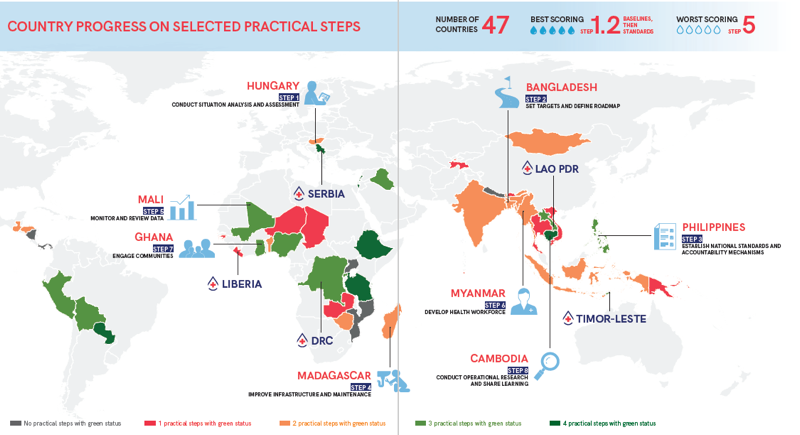 COUNTRY PROGRESS ON SELECTED PRACTICAL STEPS
NUMBER OF
COUNTRIES 47
BEST SCORING
STEP 1.2 BASELINES,
THEN
STANDARDS
WORST SCORING
STEP 5
HUNGARY
STEP 1
CONDUCT SITUATION ANALYSIS AND ASSESSMENT
BANGLADESH
STEP 2
SET TARGETS AND DEFINE ROADMAP
LAO PDR
SERBIA
MALI
STEP 5
MONITOR AND REVIEW DATA
GHANA
STEP 7
ENGAGE COMMUNITIES
PHILIPPINES
STEP 3
ESTABLISH NATIONAL STANDARDS AND
ACCOUNTABILITY MECHANISMS
LIBERIA
MYANMAR
STEP 6
DEVELOP HEALTH WORKFORCE
TIMOR-LESTE
DRC
CAMBODIA
STEP 8
CONDUCT OPERATIONAL RESEARCH
AND SHARE LEARNING
MADAGASCAR
STEP 4
IMPROVE INFRASTRUCTURE AND MAINTENANCE
No practical steps with green status
1 practical steps with green status
2 practical steps with green status
3 practical steps with green status
4 practical steps with green status